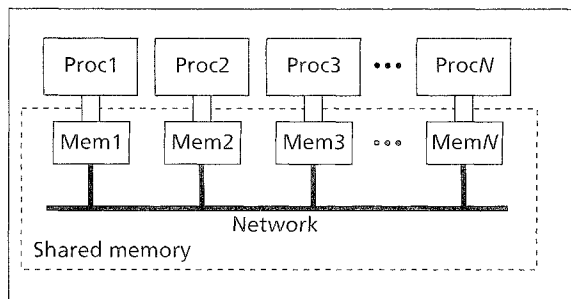 Proc1 Proc2 Proc3 ••• ProcN
Mem1 Mem2 Mem3 ••• MemN
Network
Shared memory